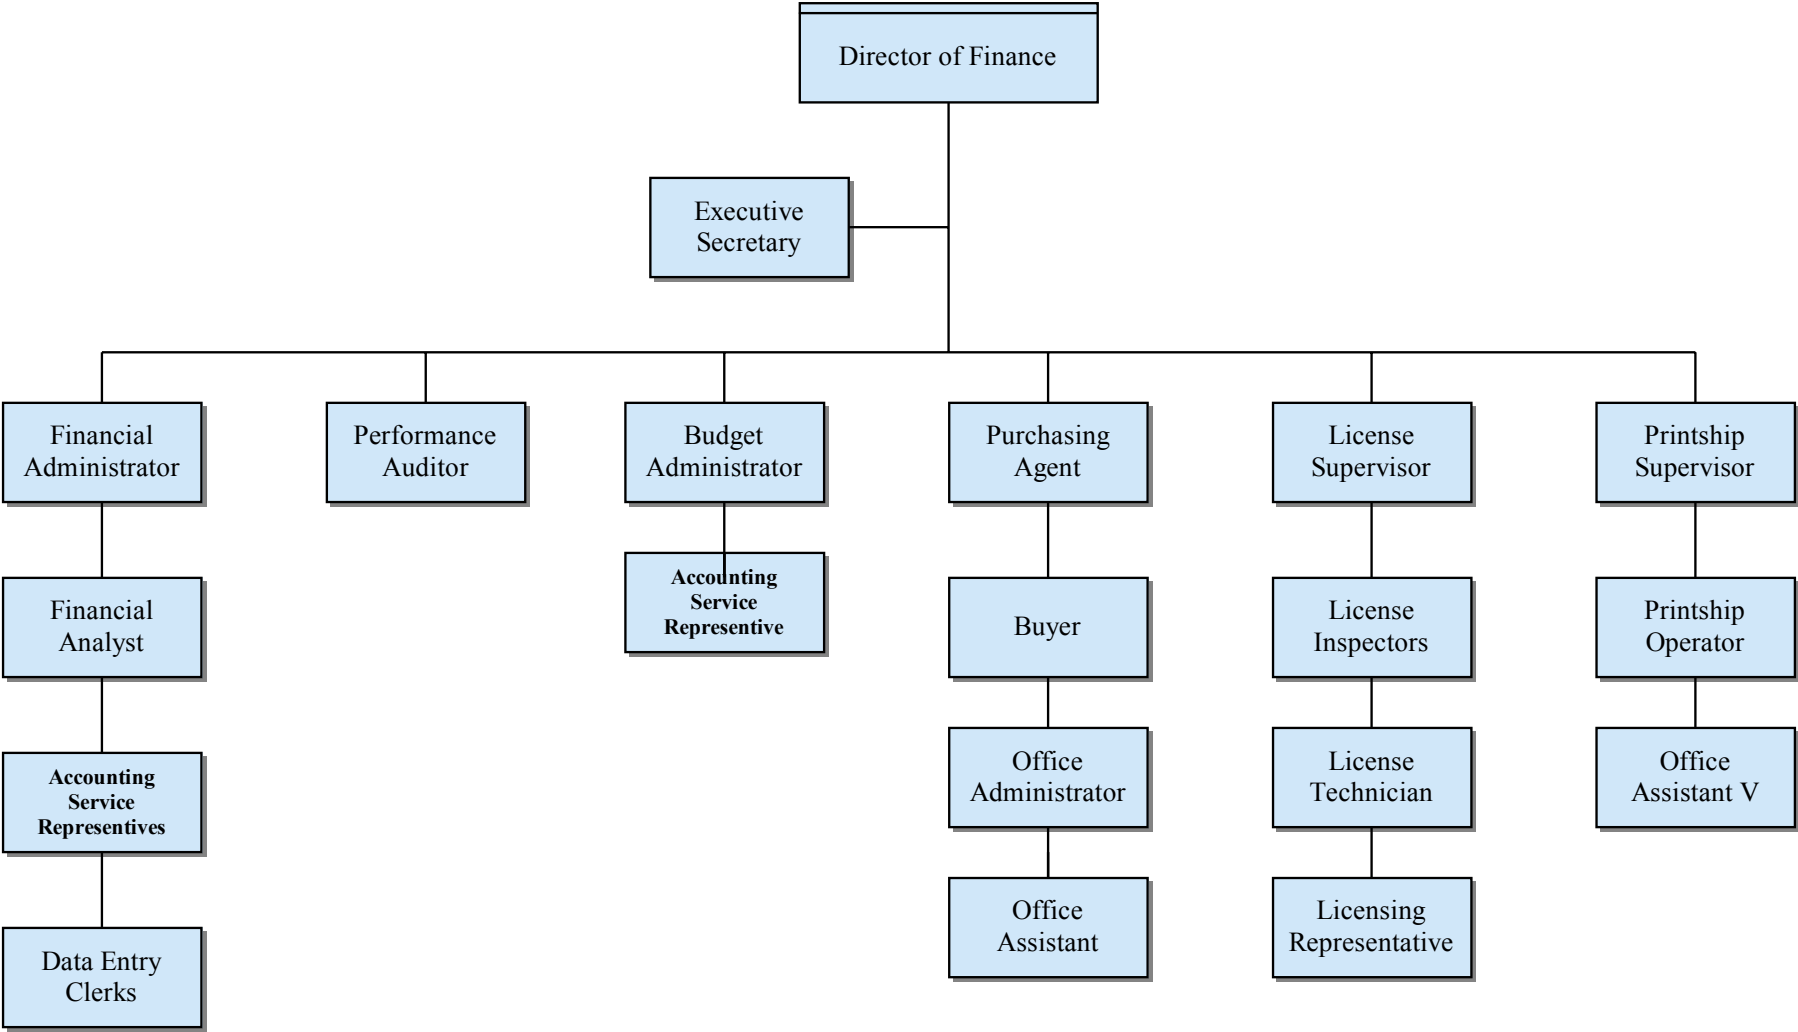 Director of Finance
Executive
Secretary
Financial
Administrator
Performance
Auditor
Budget
Administrator
Purchasing
Agent
License
Supervisor
Printship
Supervisor
Financial
Analyst
Accounting
Service
Representive
Buyer
License
Inspectors
Printship
Operator
Accounting
Service
Representives
Office
Administrator
License
Technician
Office
Assistant V
Data Entry
Clerks
Office
Assistant
Licensing
Representative